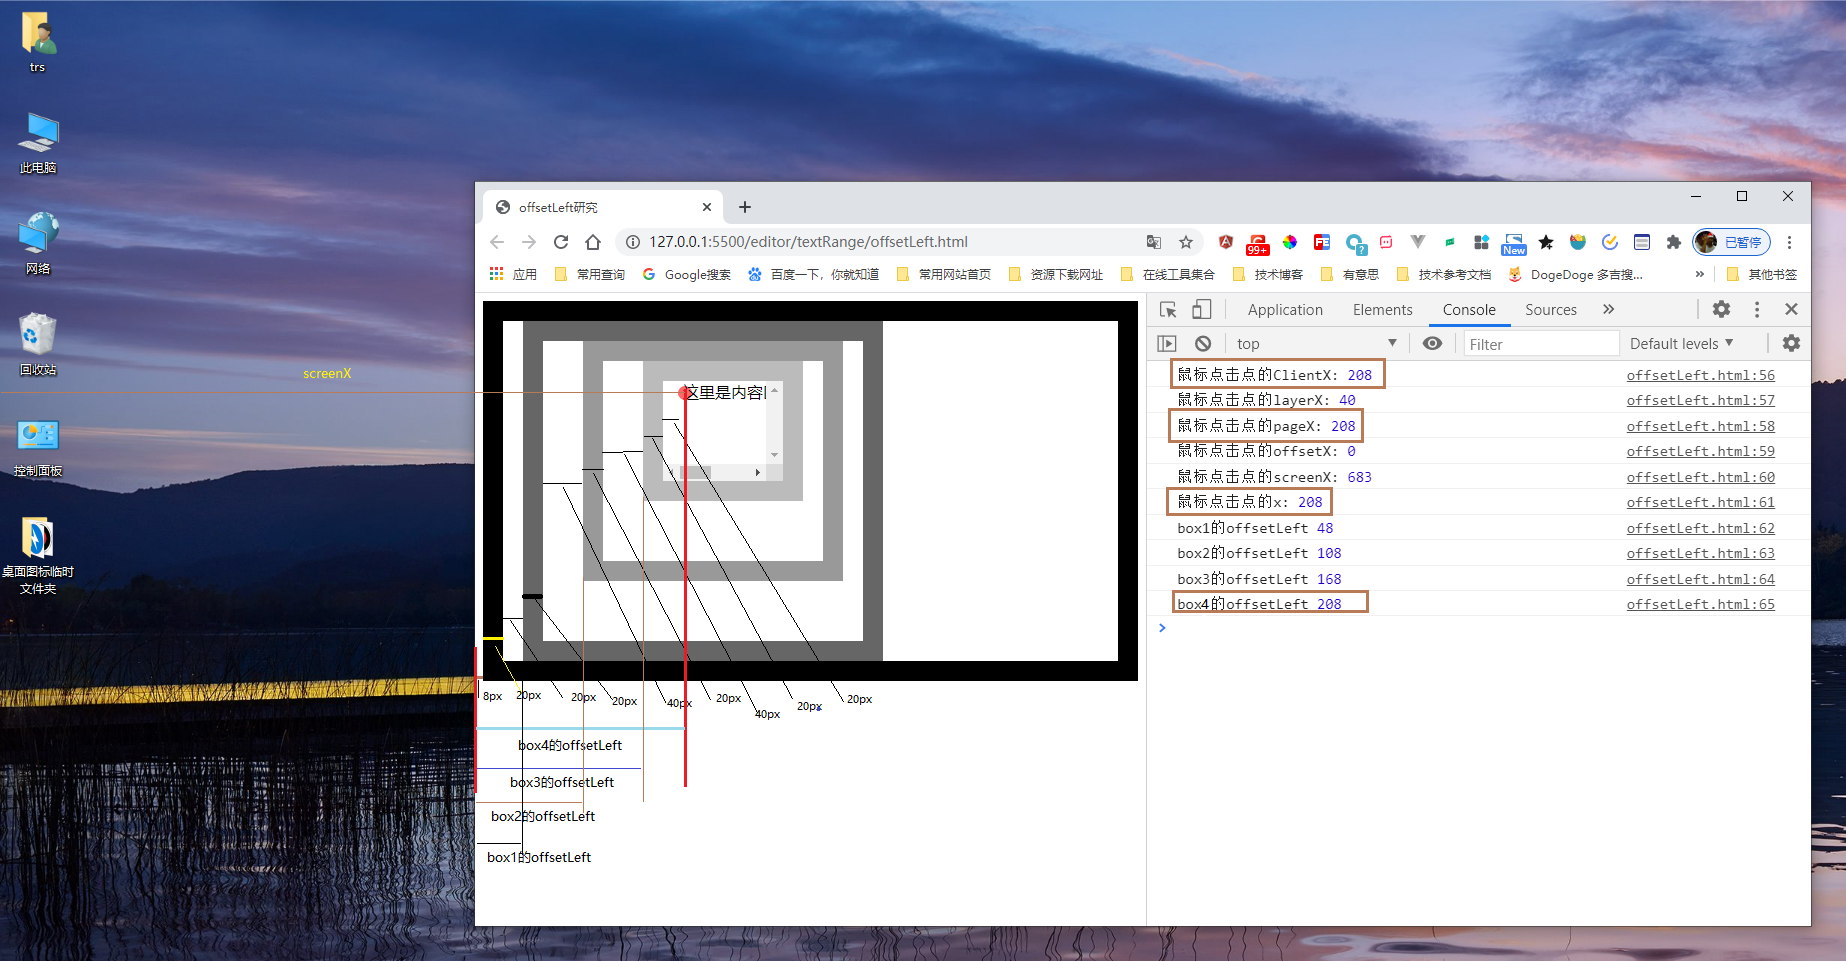 trs
此电脑
网络
回收站
控制面板
桌面图标临时
文件夹
screenX
offsetLeft研究
127.0.0.1:5500/editor/textRange/offsetLeft.html
99+
FE
?
New
已暂停
应用
常用查询
Google搜索
百度一下，你就知道
常用网站首页
资源下载网址
在线工具集合
技术博客
有意思
技术参考文档
DogeDoge 多吉搜...
»
其他书签
Application
Elements
Console
Sources
»
top
Filter
Default levels
鼠标点击点的ClientX: 208 offsetLeft.html:56
鼠标点击点的layerX: 40 offsetLeft.html:57
鼠标点击点的pageX: 208 offsetLeft.html:58
鼠标点击点的offsetX: 0 offsetLeft.html:59
鼠标点击点的screenX: 683 offsetLeft.html:60
鼠标点击点的x: 208 offsetLeft.html:61
box1的offsetLeft 48 offsetLeft.html:62
box2的offsetLeft 108 offsetLeft.html:63
box3的offsetLeft 168 offsetLeft.html:64
box4的offsetLeft 208 offsetLeft.html:65
这里是内容
8px
20px
20px
20px
40px
20px
40px
20px
20px
box4的offsetLeft
box3的offsetLeft
box2的offsetLeft
box1的offsetLeft